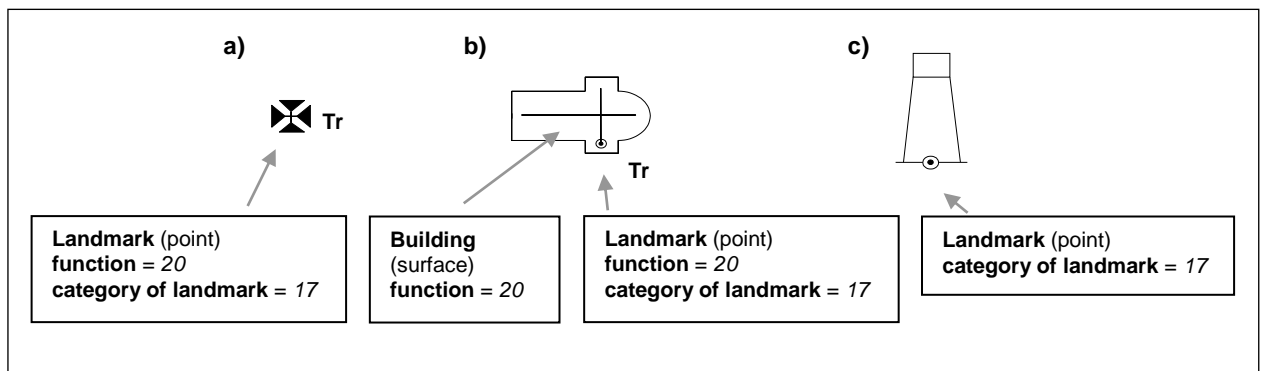 a)
b)
c)
Tr
Tr
Landmark (point)
function = 20
category of landmark = 17
Building
(surface)
function = 20
Landmark (point)
function = 20
category of landmark = 17
Landmark (point)
category of landmark = 17